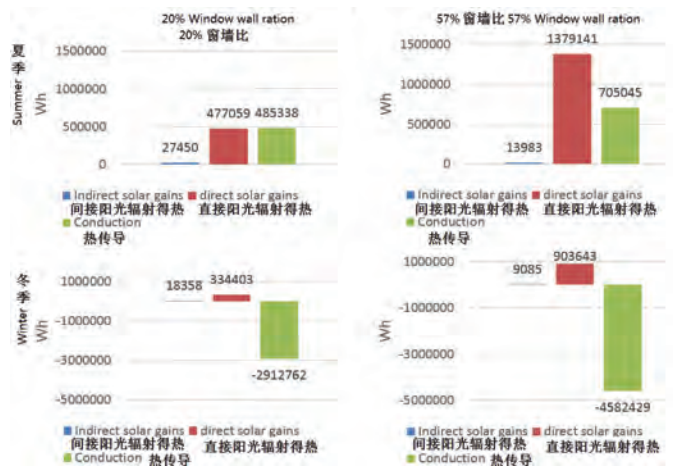 20% Window wall ration
20% 窗墙比
夏季
Summer
Wh
1500000
1000000
500000
0
27450
477059
485338
Indirect solar gains
direct solar gains
间接阳光辐射得热
直接阳光辐射得热
Conduction
热传导
57% 窗墙比 57% Window wall ration
Wh
1500000
1000000
500000
0
13983
1379141
705045
Indirect solar gains
direct solar gains
间接阳光辐射得热
直接阳光辐射得热
Conduction
热传导
冬季
Winter
Wh
1000000
-1000000
-3000000
-5000000
18358
334403
-2912762
Indirect solar gains
direct solar gains
间接阳光辐射得热
直接阳光辐射得热
Conduction
热传导
Wh
1000000
-1000000
-3000000
-5000000
9085
903643
-4582429
Indirect solar gains
direct solar gains
间接阳光辐射得热
直接阳光辐射得热
Conduction
热传导